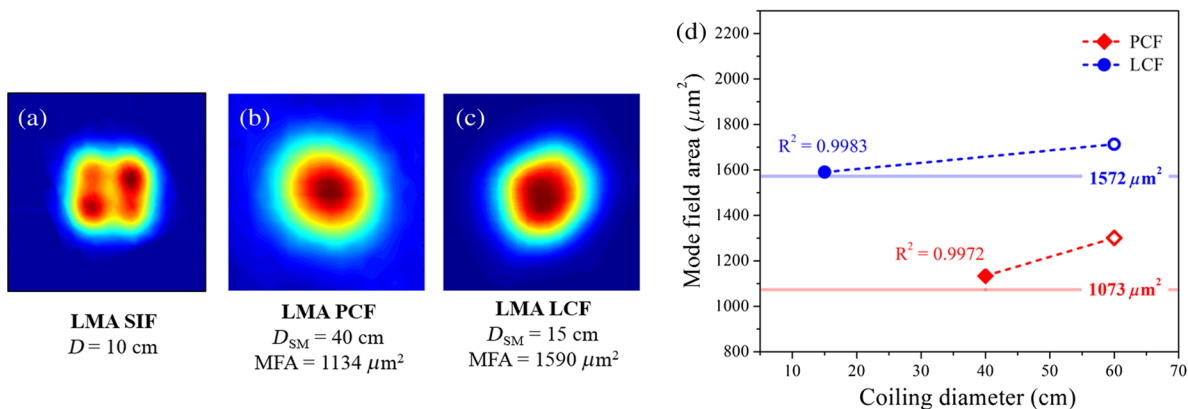 (a)
LMA SIF
D = 10 cm
(b)
LMA PCF
D_SM = 40 cm
MFA = 1134 μm²
(c)
LMA LCF
D_SM = 15 cm
MFA = 1590 μm²
(d)
Mode field area (μm²)
2200
2000
1800
1600
1400
1200
1000
800
PCF
LCF
R² = 0.9983
1572 μm²
R² = 0.9972
1073 μm²
10 20 30 40 50 60 70
Coiling diameter (cm)